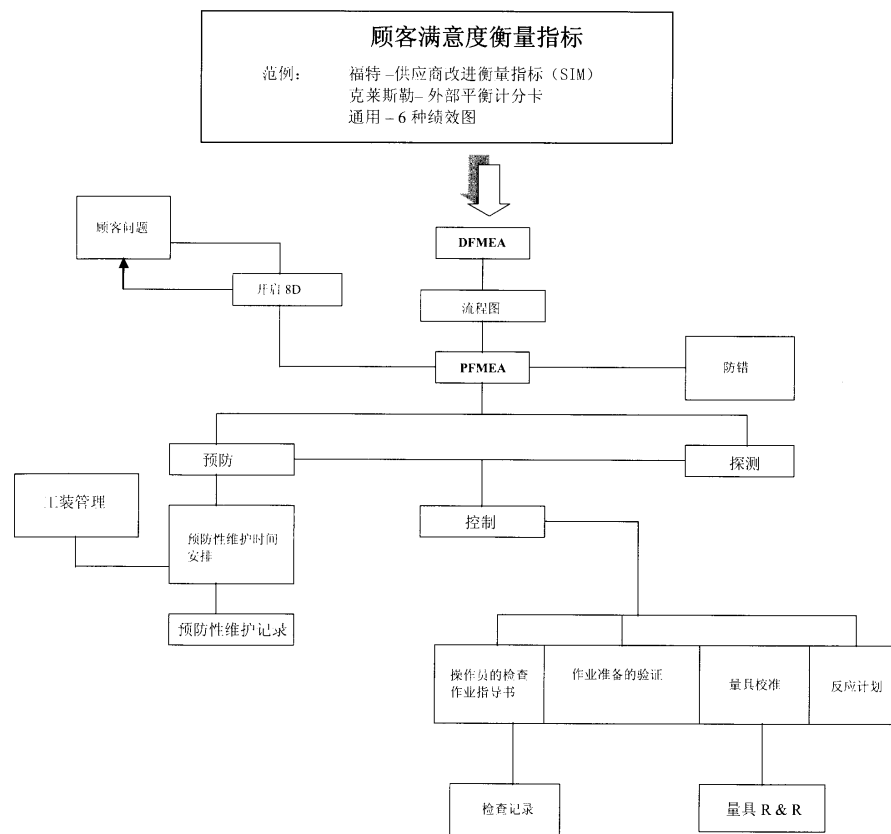 顾客满意度衡量指标
范例： 福特 –供应商改进衡量指标（SIM）
克莱斯勒– 外部平衡计分卡
通用 – 6 种绩效图
顾客问题
DFMEA
开启 8D
流程图
PFMEA
防错
预防
探测
工装管理
控制
预防性维护时间
安排
预防性维护记录
操作员的检查
作业指导书
作业准备的验证
量具校准
反应计划
检查记录
量具 R & R